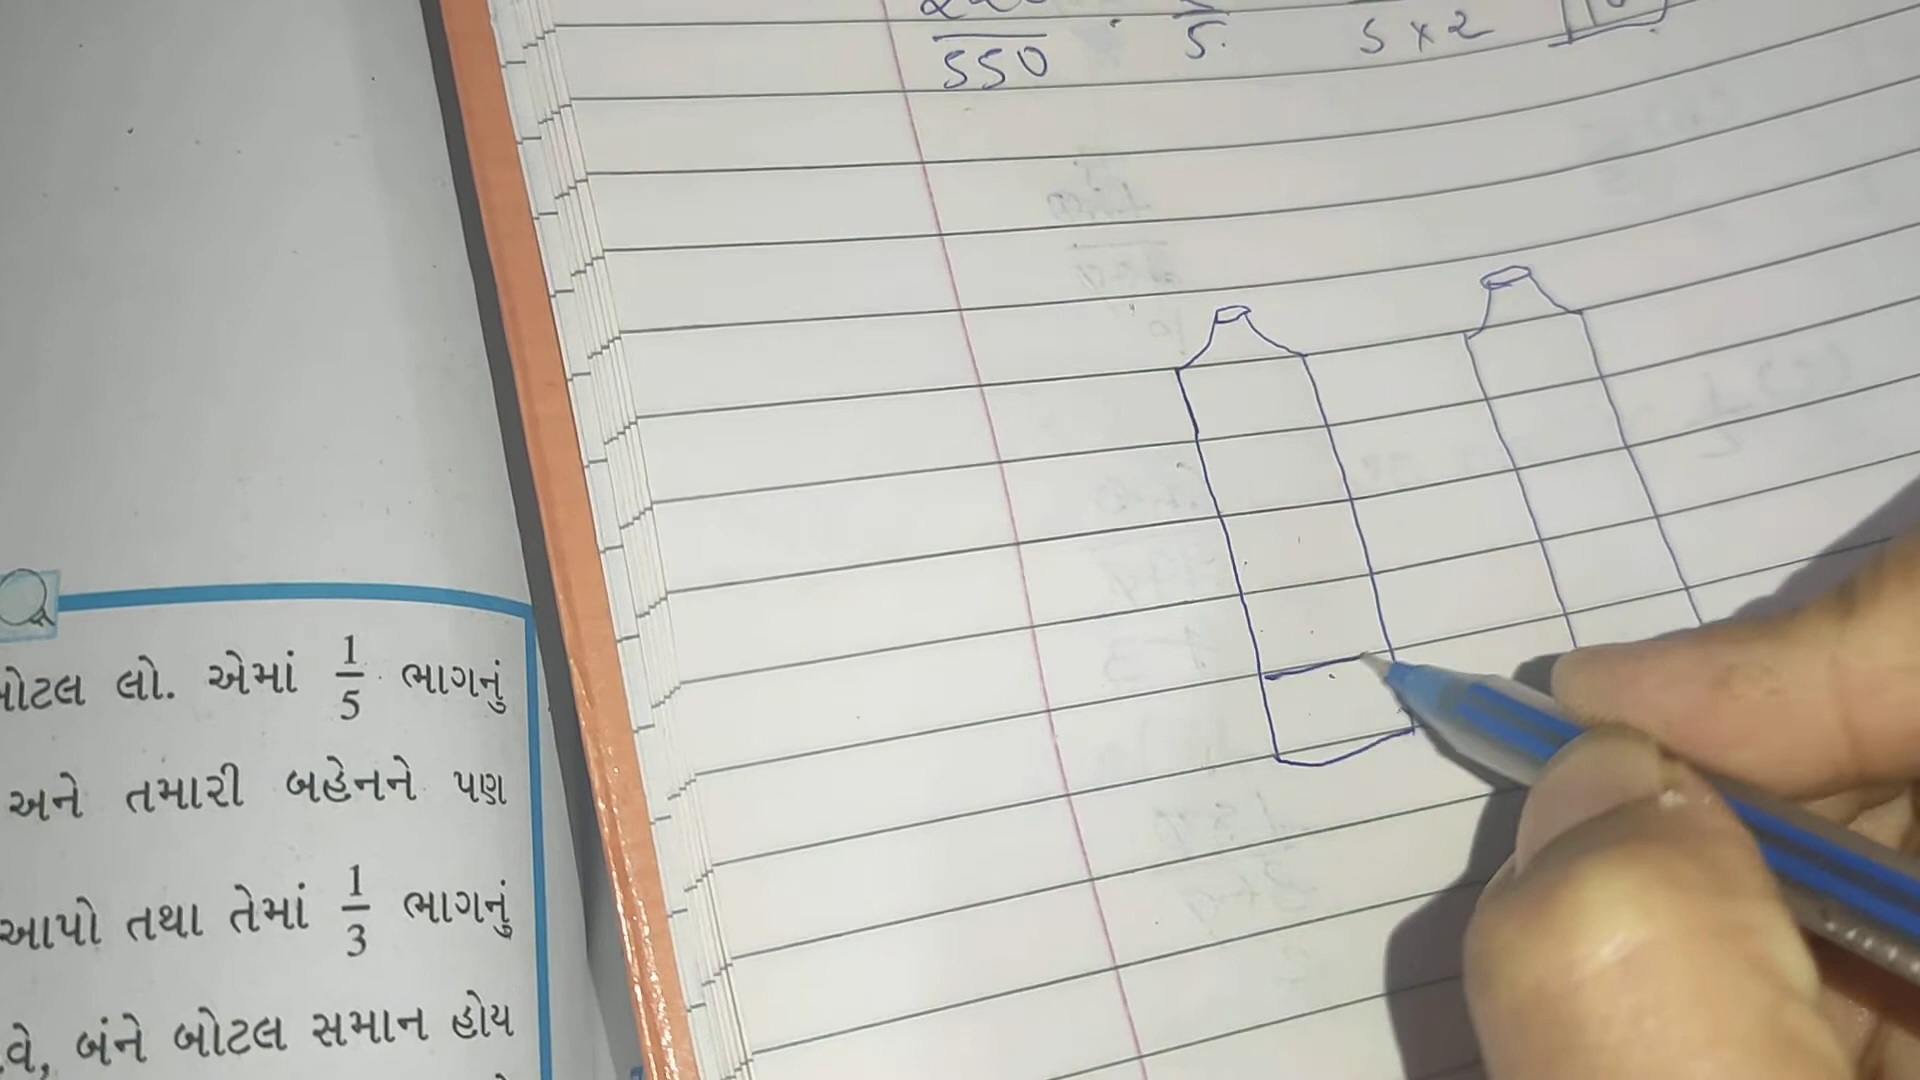 550 5 5 × 2
બોટલ લો. એમાં 1/5 ભાગનું
અને તમારી બહેનને પણ
આપો તથા તેમાં 1/3 ભાગનું
વે, બંને બોટલ સમાન હોય